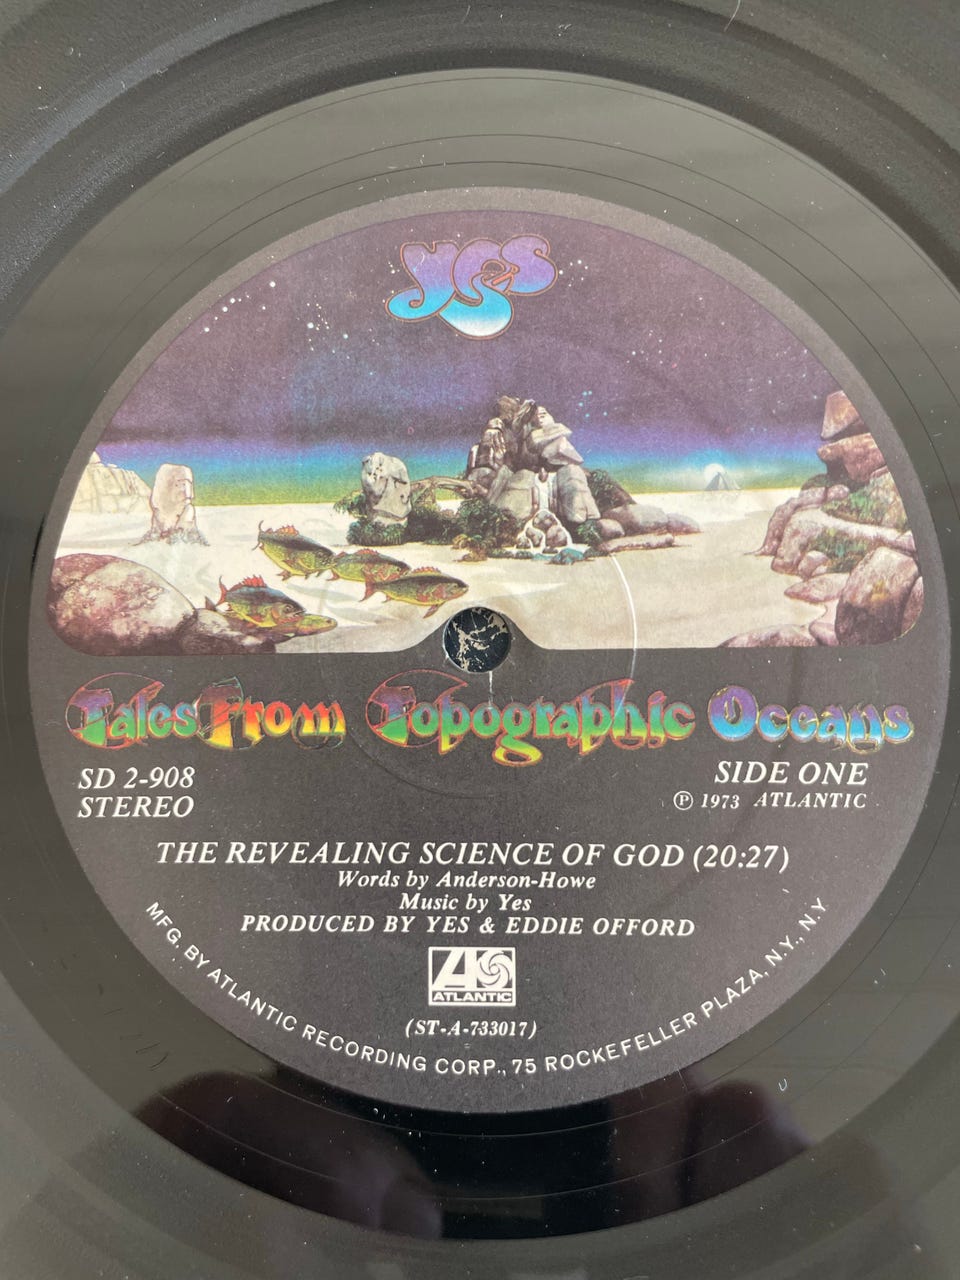 yes
Tales From Topographic Oceans
SD 2-908
STEREO
SIDE ONE
℗ 1973 ATLANTIC
THE REVEALING SCIENCE OF GOD (20:27)
Words by Anderson-Howe
Music by Yes
PRODUCED BY YES & EDDIE OFFORD
ATLANTIC
(ST-A-733017)
MFG. BY ATLANTIC RECORDING CORP., 75 ROCKEFELLER PLAZA, N.Y., N.Y